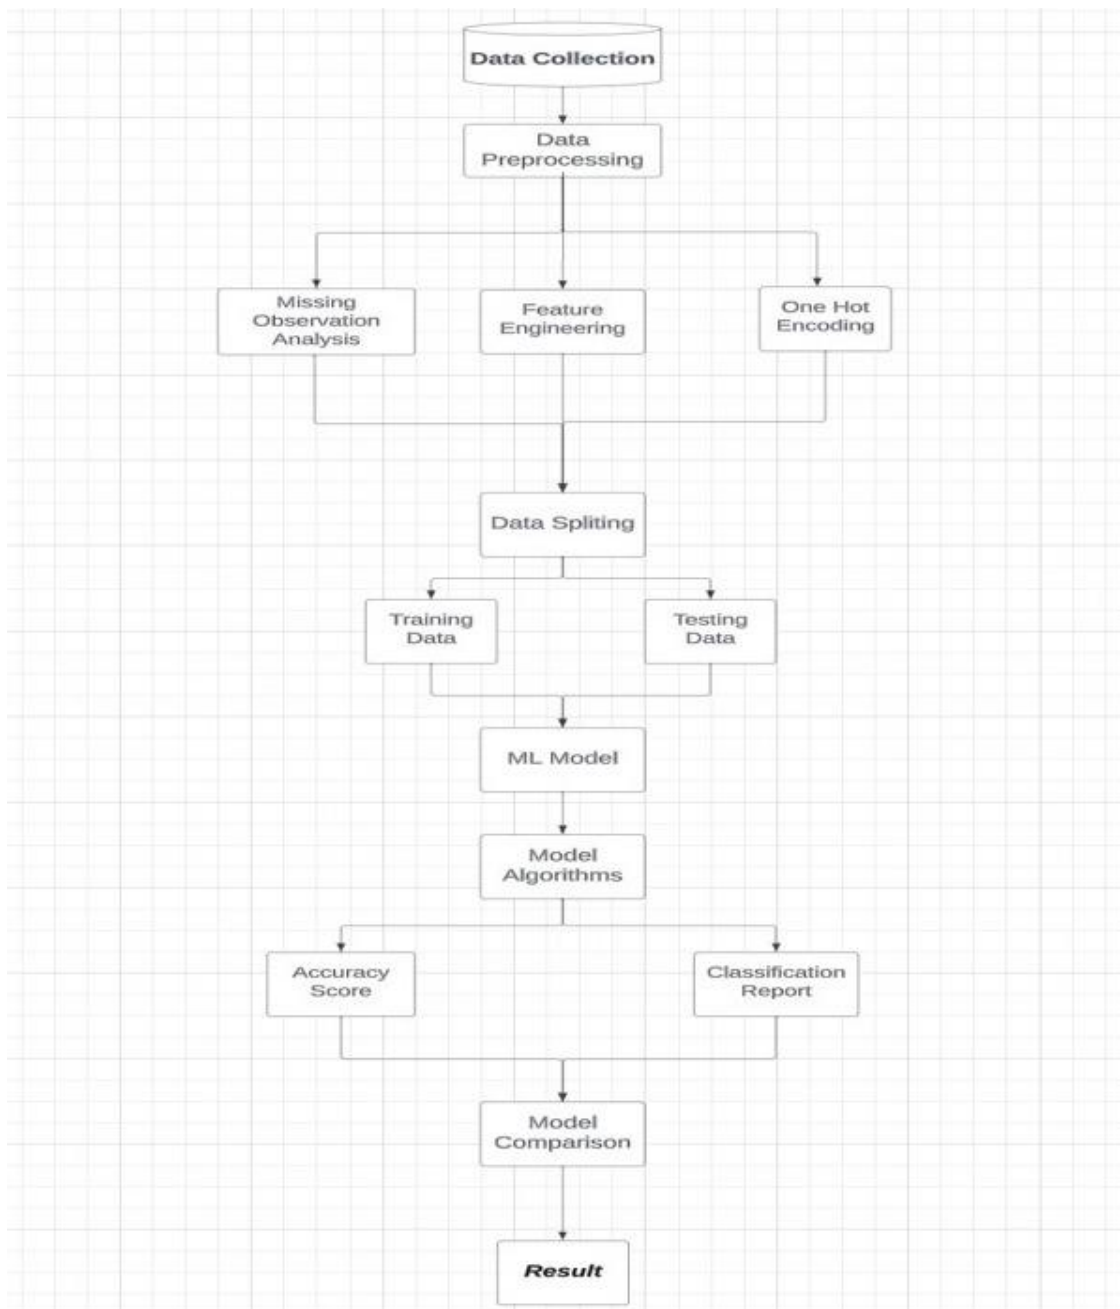 Data Collection
Data
Preprocessing
Missing
Observation
Analysis
Feature
Engineering
One Hot
Encoding
Data Spliting
Training
Data
Testing
Data
ML Model
Model
Algorithms
Accuracy
Score
Classification
Report
Model
Comparison
Result